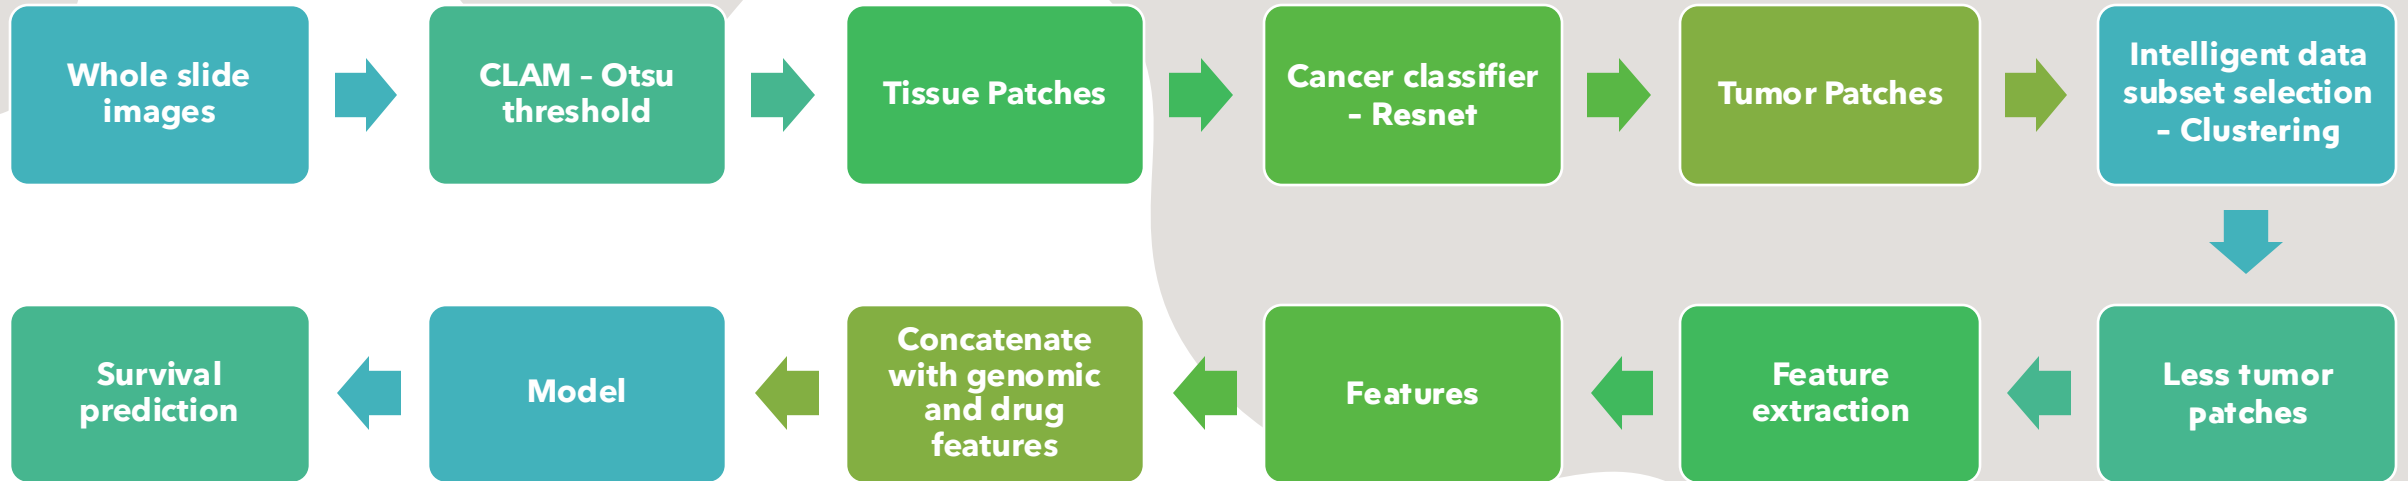 Whole slide
images
CLAM – Otsu
threshold
Tissue Patches
Cancer classifier
– Resnet
Tumor Patches
Intelligent data
subset selection
– Clustering
Less tumor
patches
Feature
extraction
Features
Concatenate
with genomic
and drug
features
Model
Survival
prediction